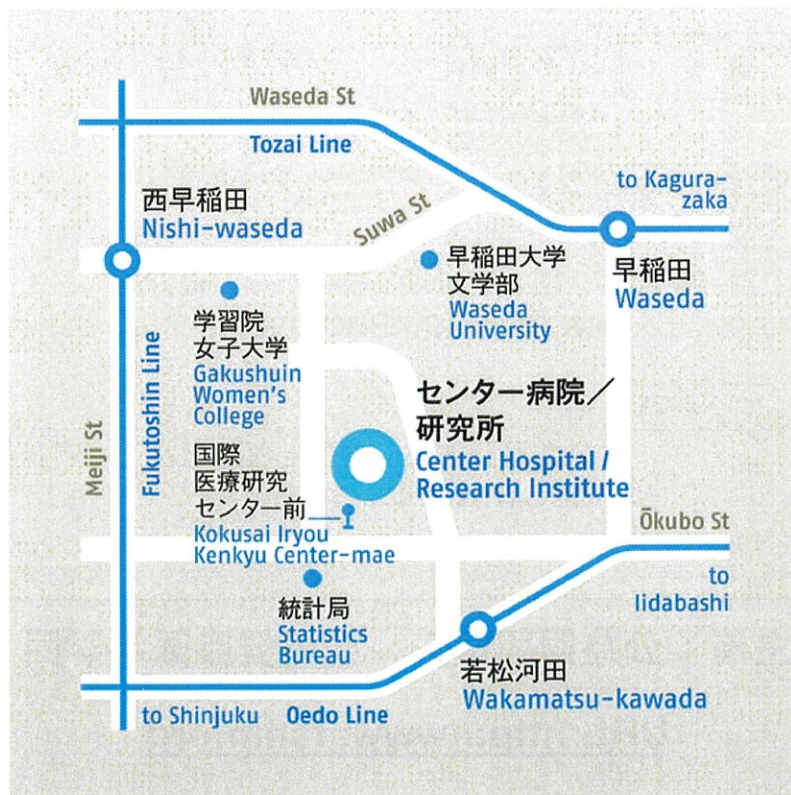 Waseda St
Tozai Line
to Kagura-
zaka
西早稲田
Nishi-waseda
Suwa St
早稲田大学
文学部
Waseda
University
早稲田
Waseda
学習院
女子大学
Gakushuin
Women's
College
Fukutoshin Line
Meiji St
センター病院／
研究所
Center Hospital /
Research Institute
国際
医療研究
センター前
Kokusai Iryou
Kenkyu Center-mae
Ōkubo St
to
Iidabashi
統計局
Statistics
Bureau
若松河田
Wakamatsu-kawada
to Shinjuku
Oedo Line